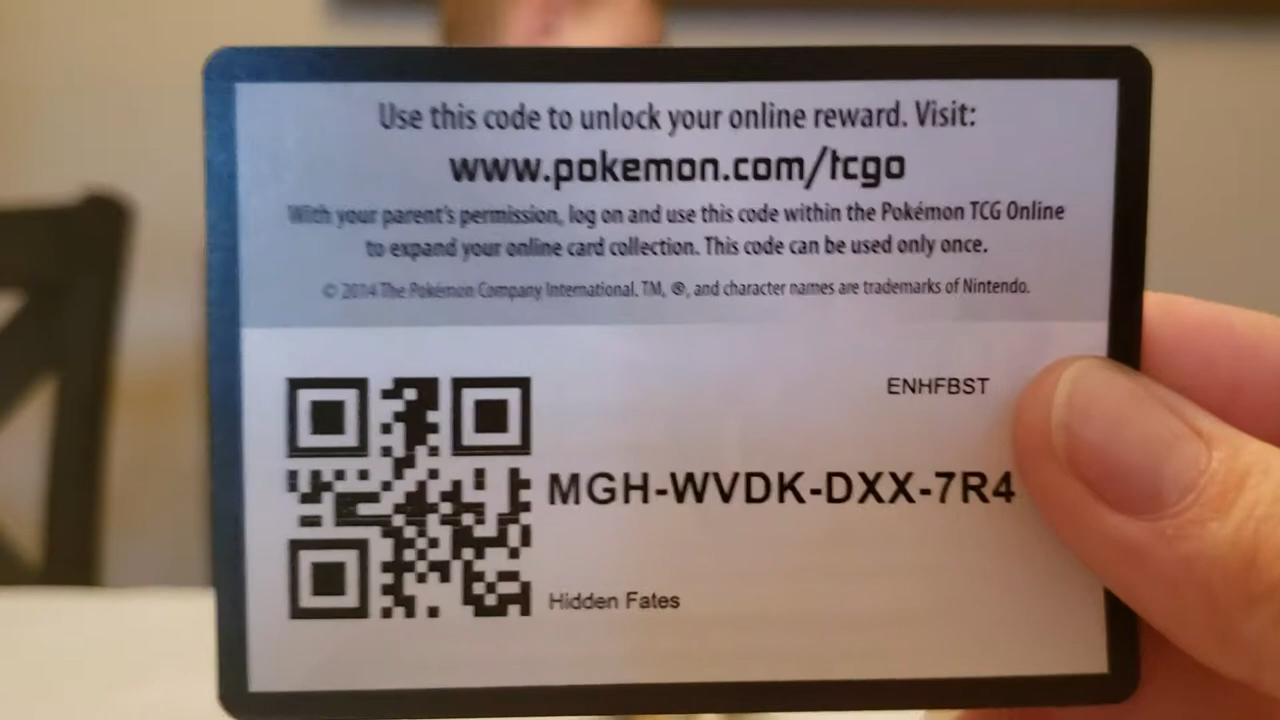 Use this code to unlock your online reward. Visit:
www.pokemon.com/tcgo
With your parent's permission, log on and use this code within the Pokémon TCG Online
to expand your online card collection. This code can be used only once.
© 2014 The Pokémon Company International. TM, ®, and character names are trademarks of Nintendo.
ENHFBST
MGH-WVDK-DXX-7R4
Hidden Fates